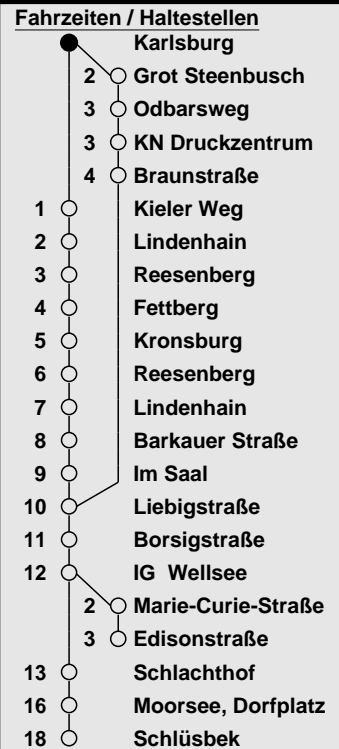 Fahrzeiten / Haltestellen
Karlsburg
2 Grot Steenbusch
3 Odbarsweg
3 KN Druckzentrum
4 Braunstraße
1 Kieler Weg
2 Lindenhain
3 Reesenberg
4 Fettberg
5 Kronsburg
6 Reesenberg
7 Lindenhain
8 Barkauer Straße
9 Im Saal
10 Liebigstraße
11 Borsigstraße
12 IG Wellsee
2 Marie-Curie-Straße
3 Edisonstraße
13 Schlachthof
16 Moorsee, Dorfplatz
18 Schlüsbek